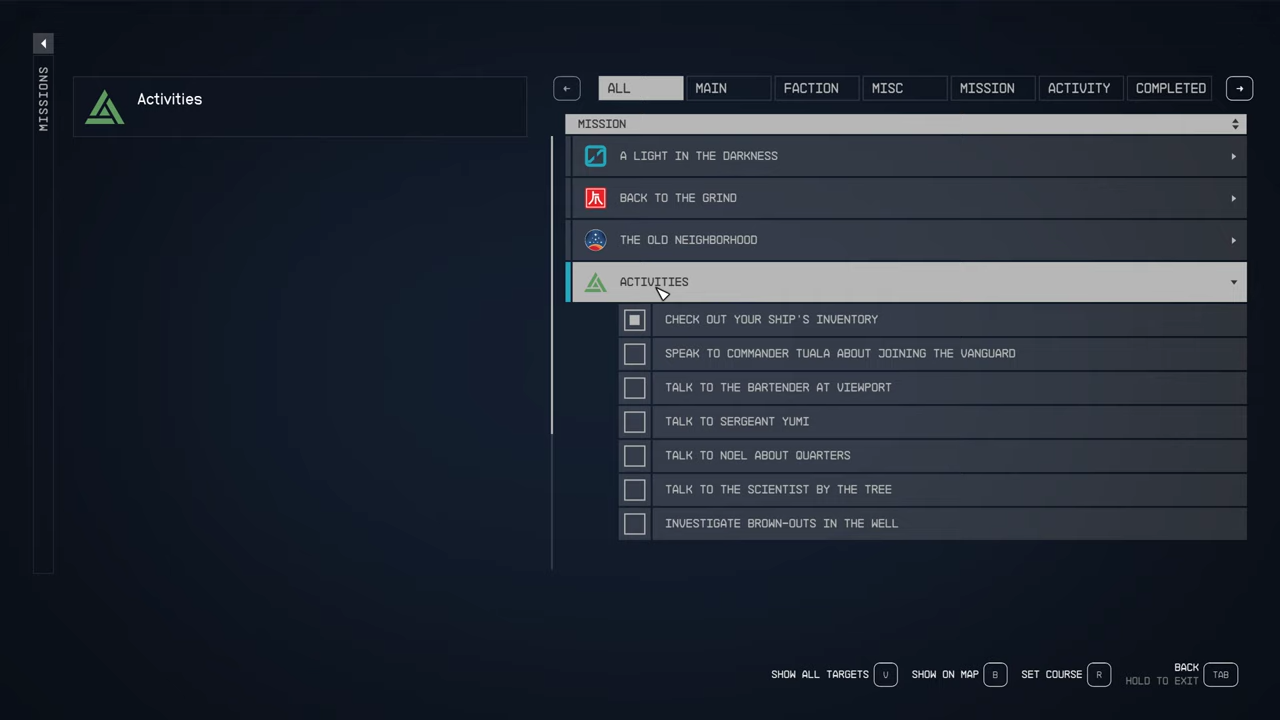 MISSIONS
Activities
ALL
MAIN
FACTION
MISC
MISSION
ACTIVITY
COMPLETED
MISSION
A LIGHT IN THE DARKNESS
BACK TO THE GRIND
THE OLD NEIGHBORHOOD
ACTIVITIES
CHECK OUT YOUR SHIP'S INVENTORY
SPEAK TO COMMANDER TUALA ABOUT JOINING THE VANGUARD
TALK TO THE BARTENDER AT VIEWPORT
TALK TO SERGEANT YUMI
TALK TO NOEL ABOUT QUARTERS
TALK TO THE SCIENTIST BY THE TREE
INVESTIGATE BROWN-OUTS IN THE WELL
SHOW ALL TARGETS V
SHOW ON MAP B
SET COURSE R
BACK
HOLD TO EXIT
TAB